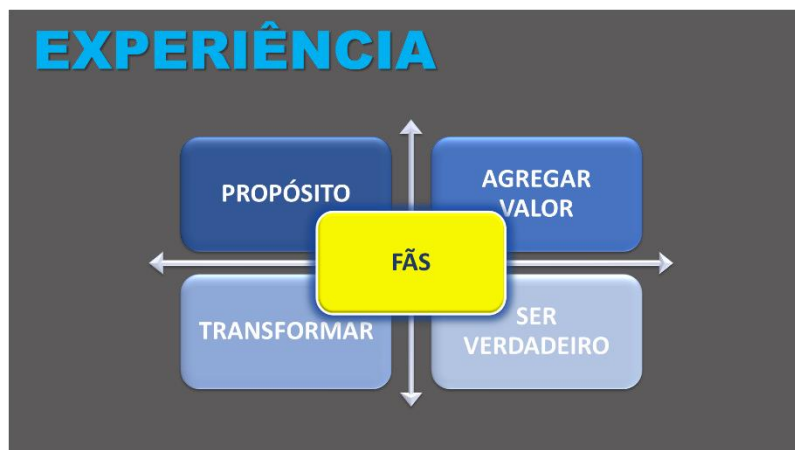 EXPERIÊNCIA
PROPÓSITO
AGREGAR
VALOR
FÃS
TRANSFORMAR
SER
VERDADEIRO